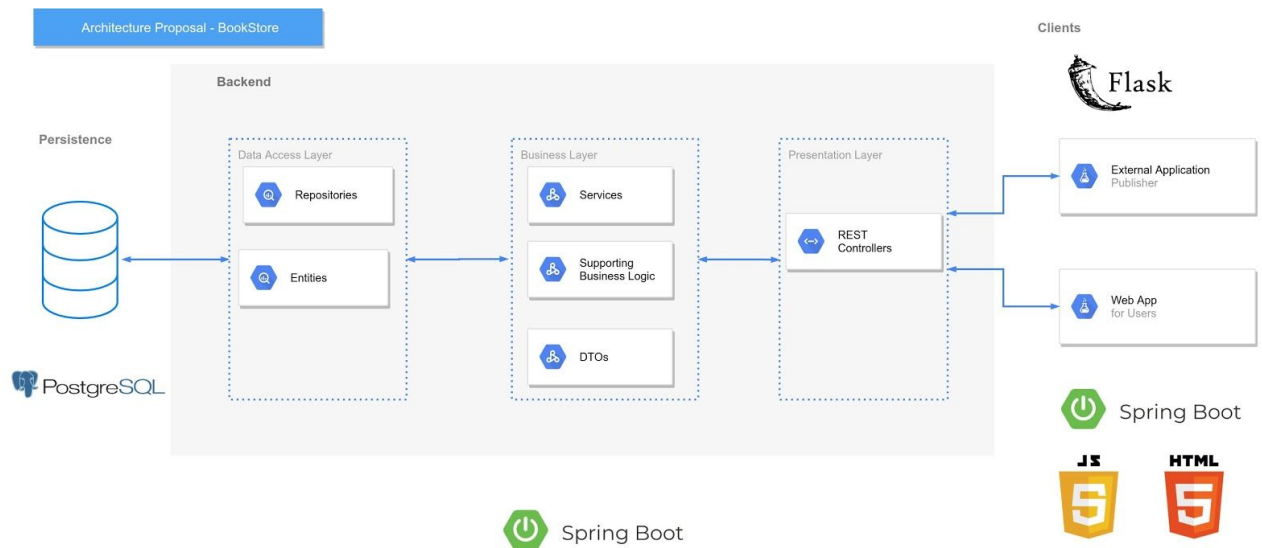 Architecture Proposal - BookStore
Clients
Flask
Backend
Persistence
Data Access Layer
Business Layer
Presentation Layer
Repositories
Services
External Application
Publisher
REST
Controllers
Entities
Supporting
Business Logic
Web App
for Users
DTOs
PostgreSQL
Spring Boot
JS
5
HTML
5
Spring Boot